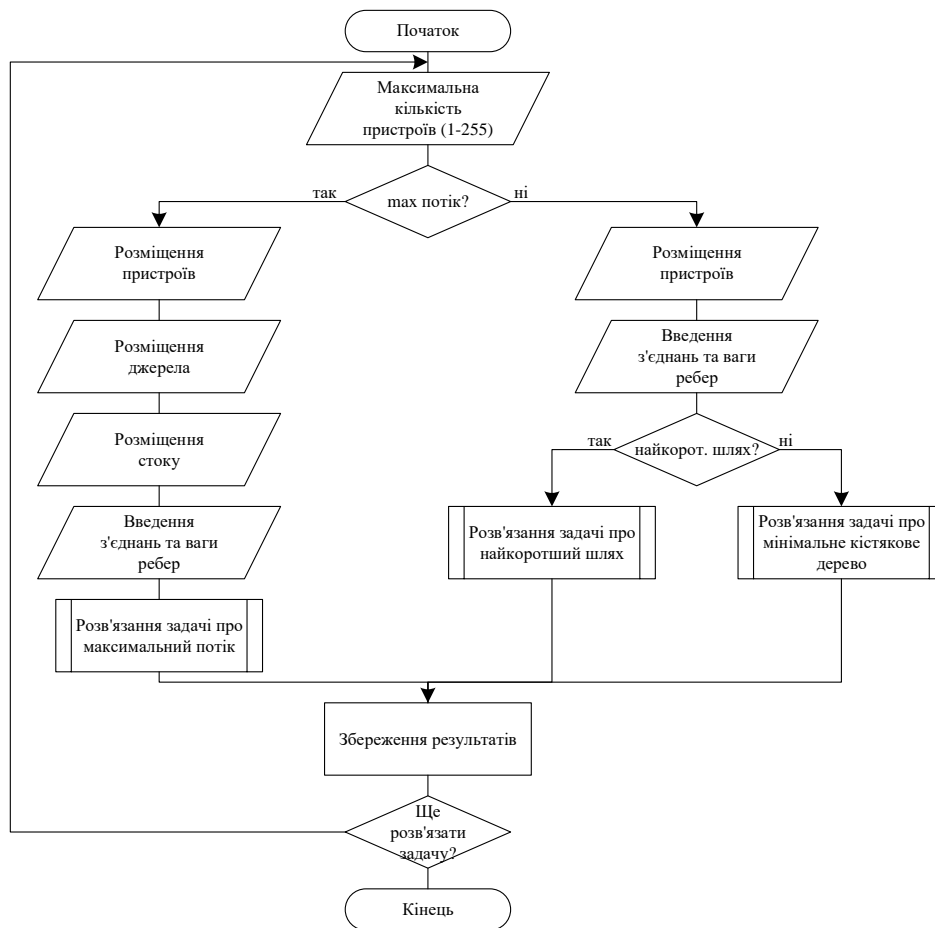 Початок
Максимальна
кількість
пристроїв (1-255)
так
max потік?
ні
Розміщення
пристроїв
Розміщення
джерела
Розміщення
стоку
Введення
з'єднань та ваги
ребер
Розв'язання задачі про
максимальний потік
Розміщення
пристроїв
Введення
з'єднань та ваги
ребер
так
найкорот. шлях?
ні
Розв'язання задачі про
найкоротший шлях
Розв'язання задачі про
мінімальне кістякове
дерево
Збереження результатів
Ще
розв'язати
задачу?
Кінець